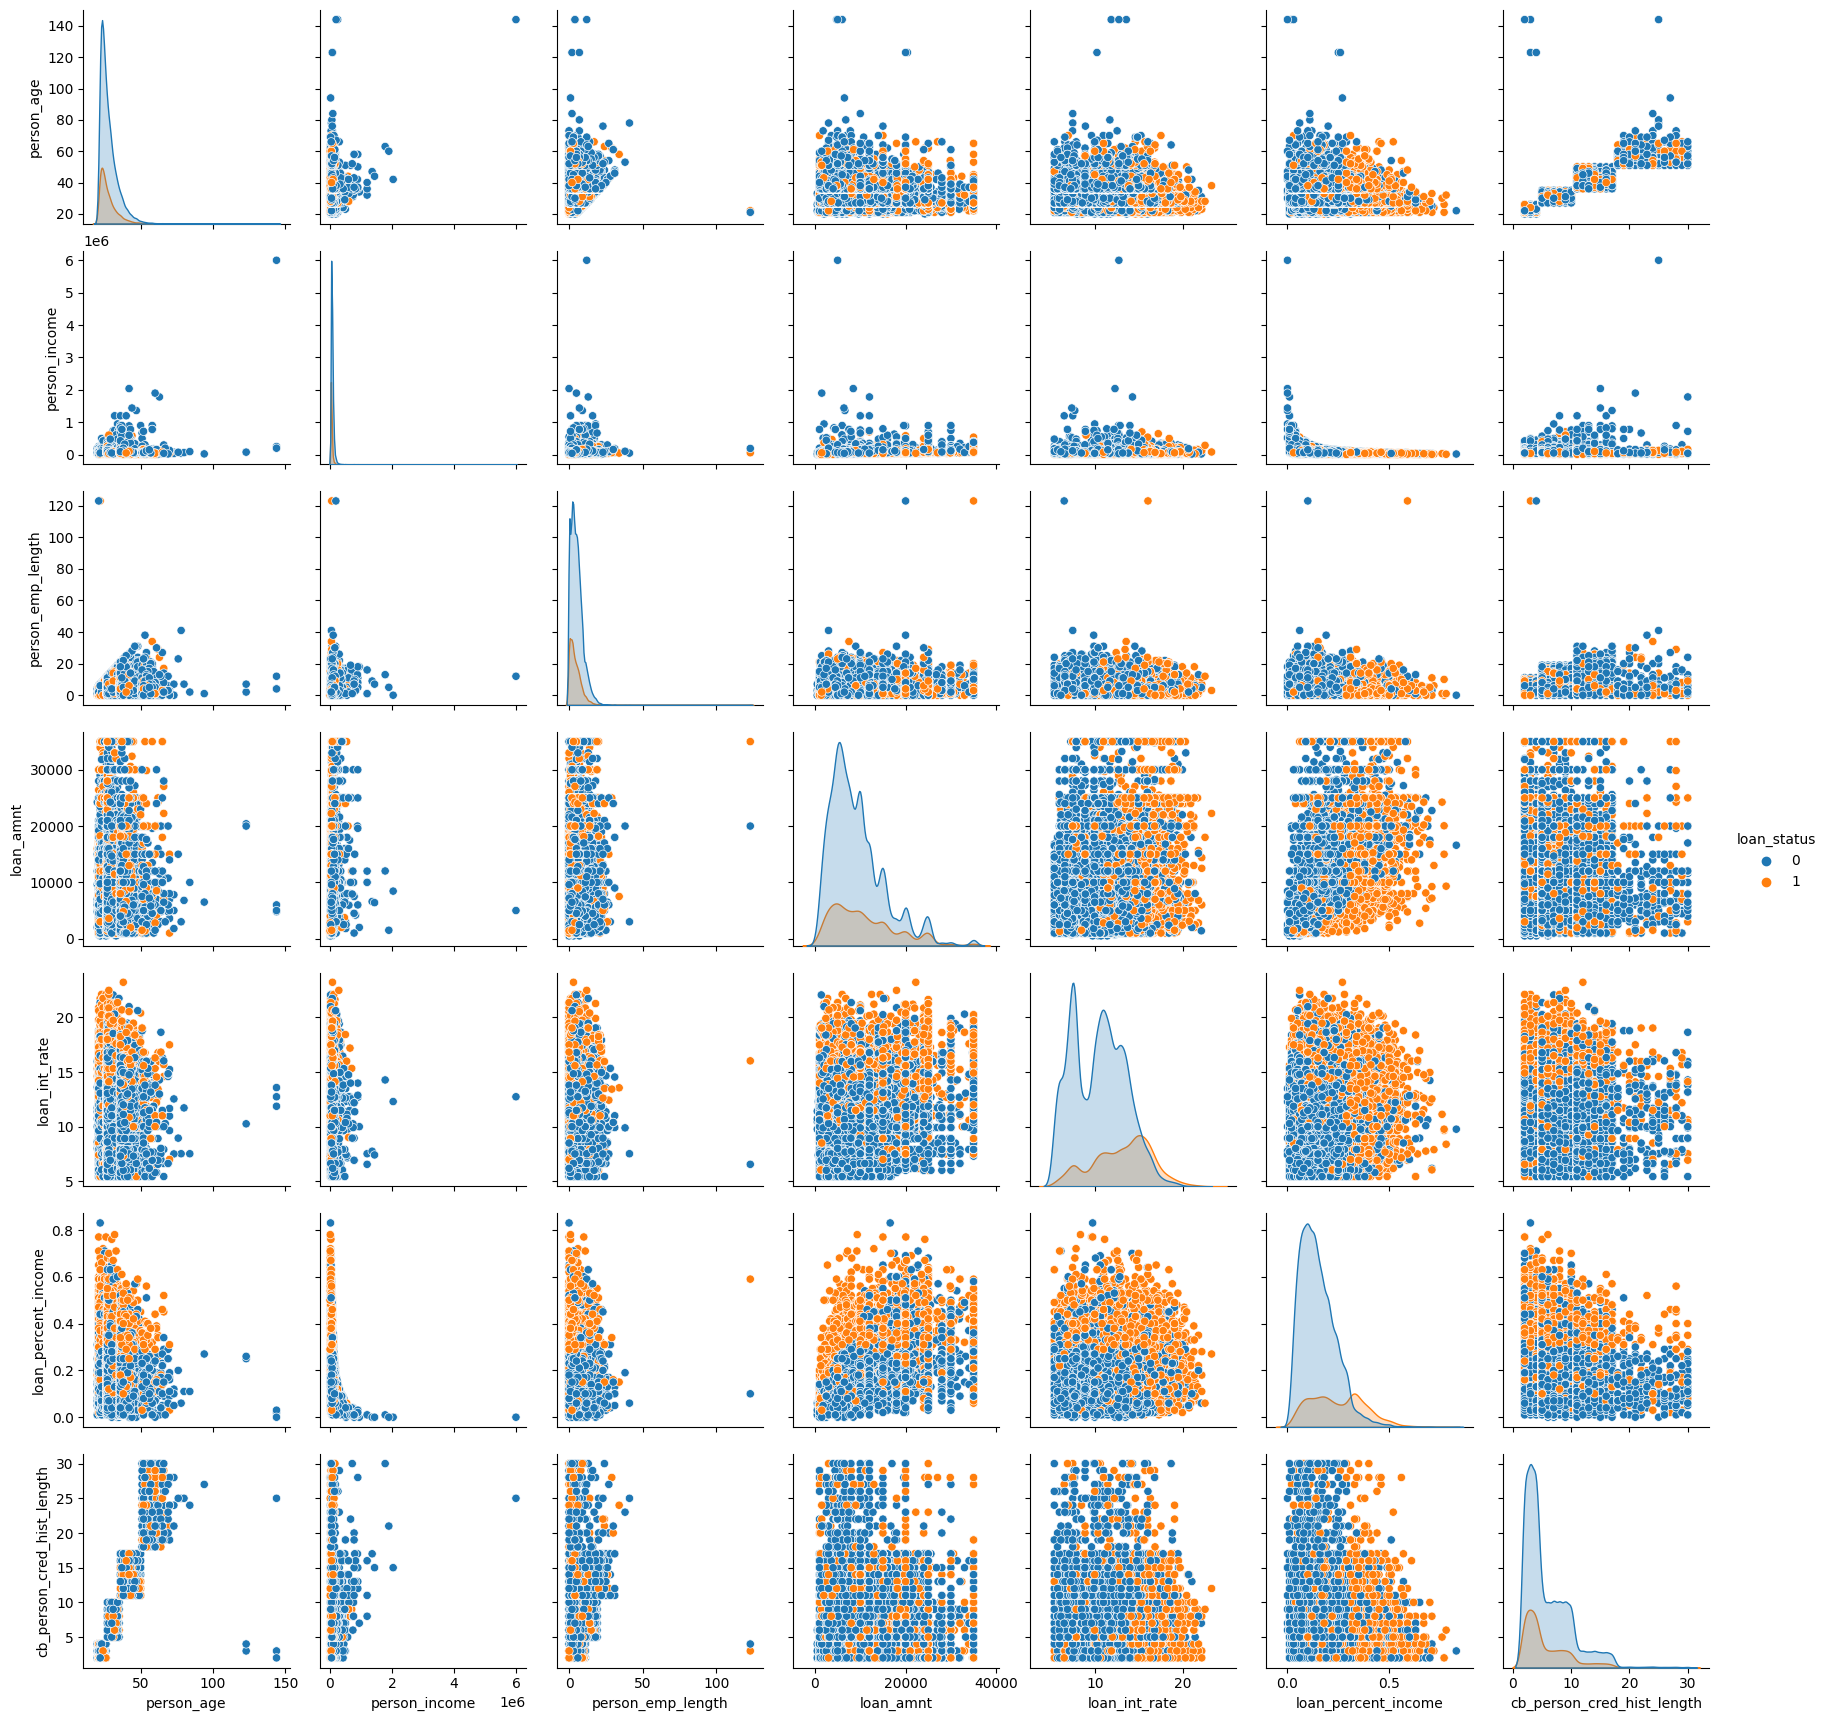 140
120
100
80
60
40
20
person_age
50
100
150
1e6
6
5
4
3
2
1
0
person_income
120
100
80
60
40
20
0
person_emp_length
30000
20000
10000
0
loan_amnt
loan_status
0
1
20
15
10
5
loan_int_rate
0.8
0.6
0.4
0.2
0.0
loan_percent_income
30
25
20
15
10
5
cb_person_cred_hist_length
50 100 150
person_age
0 2 4 6
1e6
person_income
0 50 100
person_emp_length
0 20000 40000
loan_amnt
10 20
loan_int_rate
0.0 0.5
loan_percent_income
0 10 20 30
cb_person_cred_hist_length